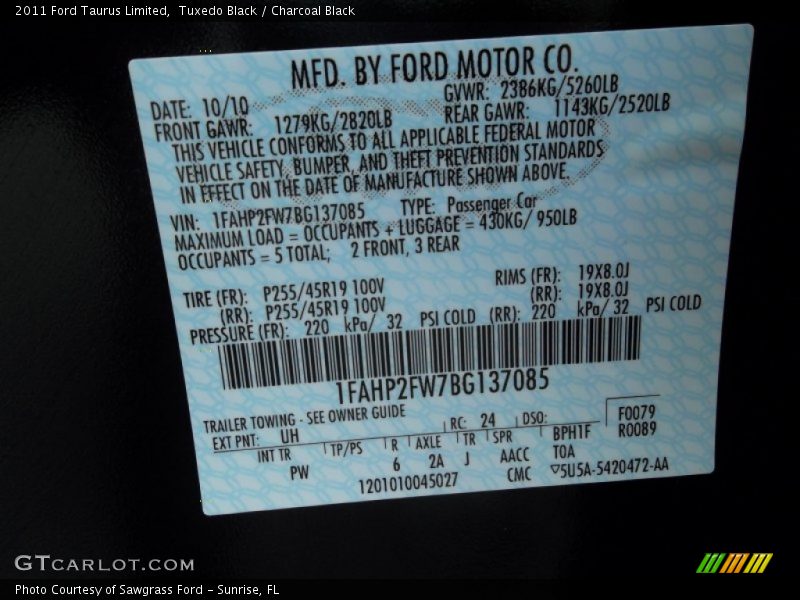 2011 Ford Taurus Limited,  Tuxedo Black / Charcoal Black
MFD. BY FORD MOTOR CO.
DATE: 10/10 GVWR: 2386KG/5260LB
FRONT GAWR: 1279KG/2820LB REAR GAWR: 1143KG/2520LB
THIS VEHICLE CONFORMS TO ALL APPLICABLE FEDERAL MOTOR
VEHICLE SAFETY, BUMPER, AND THEFT PREVENTION STANDARDS
IN EFFECT ON THE DATE OF MANUFACTURE SHOWN ABOVE.
VIN: 1FAHP2FW7BG137085 TYPE: Passenger Car
MAXIMUM LOAD = OCCUPANTS + LUGGAGE = 430KG/ 950LB
OCCUPANTS = 5 TOTAL; 2 FRONT, 3 REAR
TIRE (FR): P255/45R19 100V RIMS (FR): 19X8.0J
(RR): P255/45R19 100V (RR): 19X8.0J
PRESSURE (FR): 220 kPa/ 32 PSI COLD (RR): 220 kPa/ 32 PSI COLD
1FAHP2FW7BG137085
TRAILER TOWING - SEE OWNER GUIDE
EXT PNT: UH RC: 24 DSO: F0079
R0089
INT TR TP/PS R AXLE TR SPR BPH1F
PW 6 2A J AACC TOA
1201010045027 CMC ▽5U5A-5420472-AA
GTCARLOT.COM
Photo Courtesy of Sawgrass Ford - Sunrise, FL